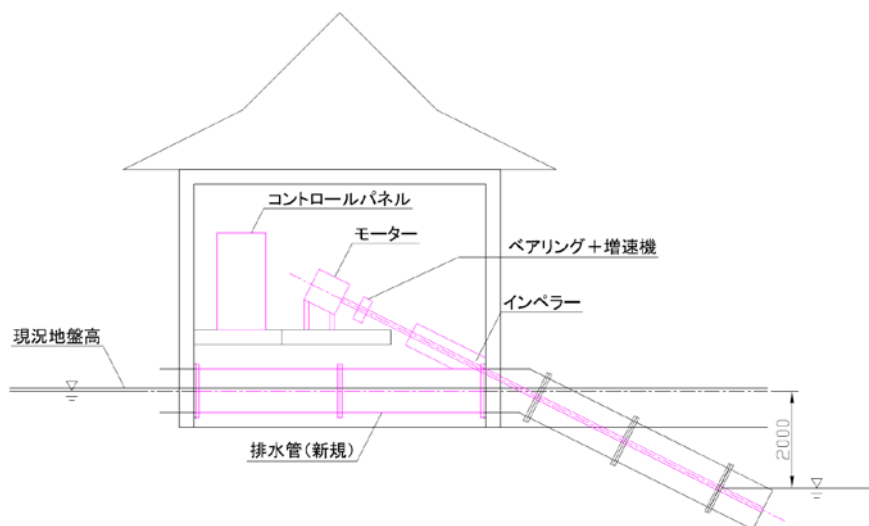 コントロールパネル
モーター
ベアリング＋増速機
インペラー
現況地盤高
排水管（新規）
2000